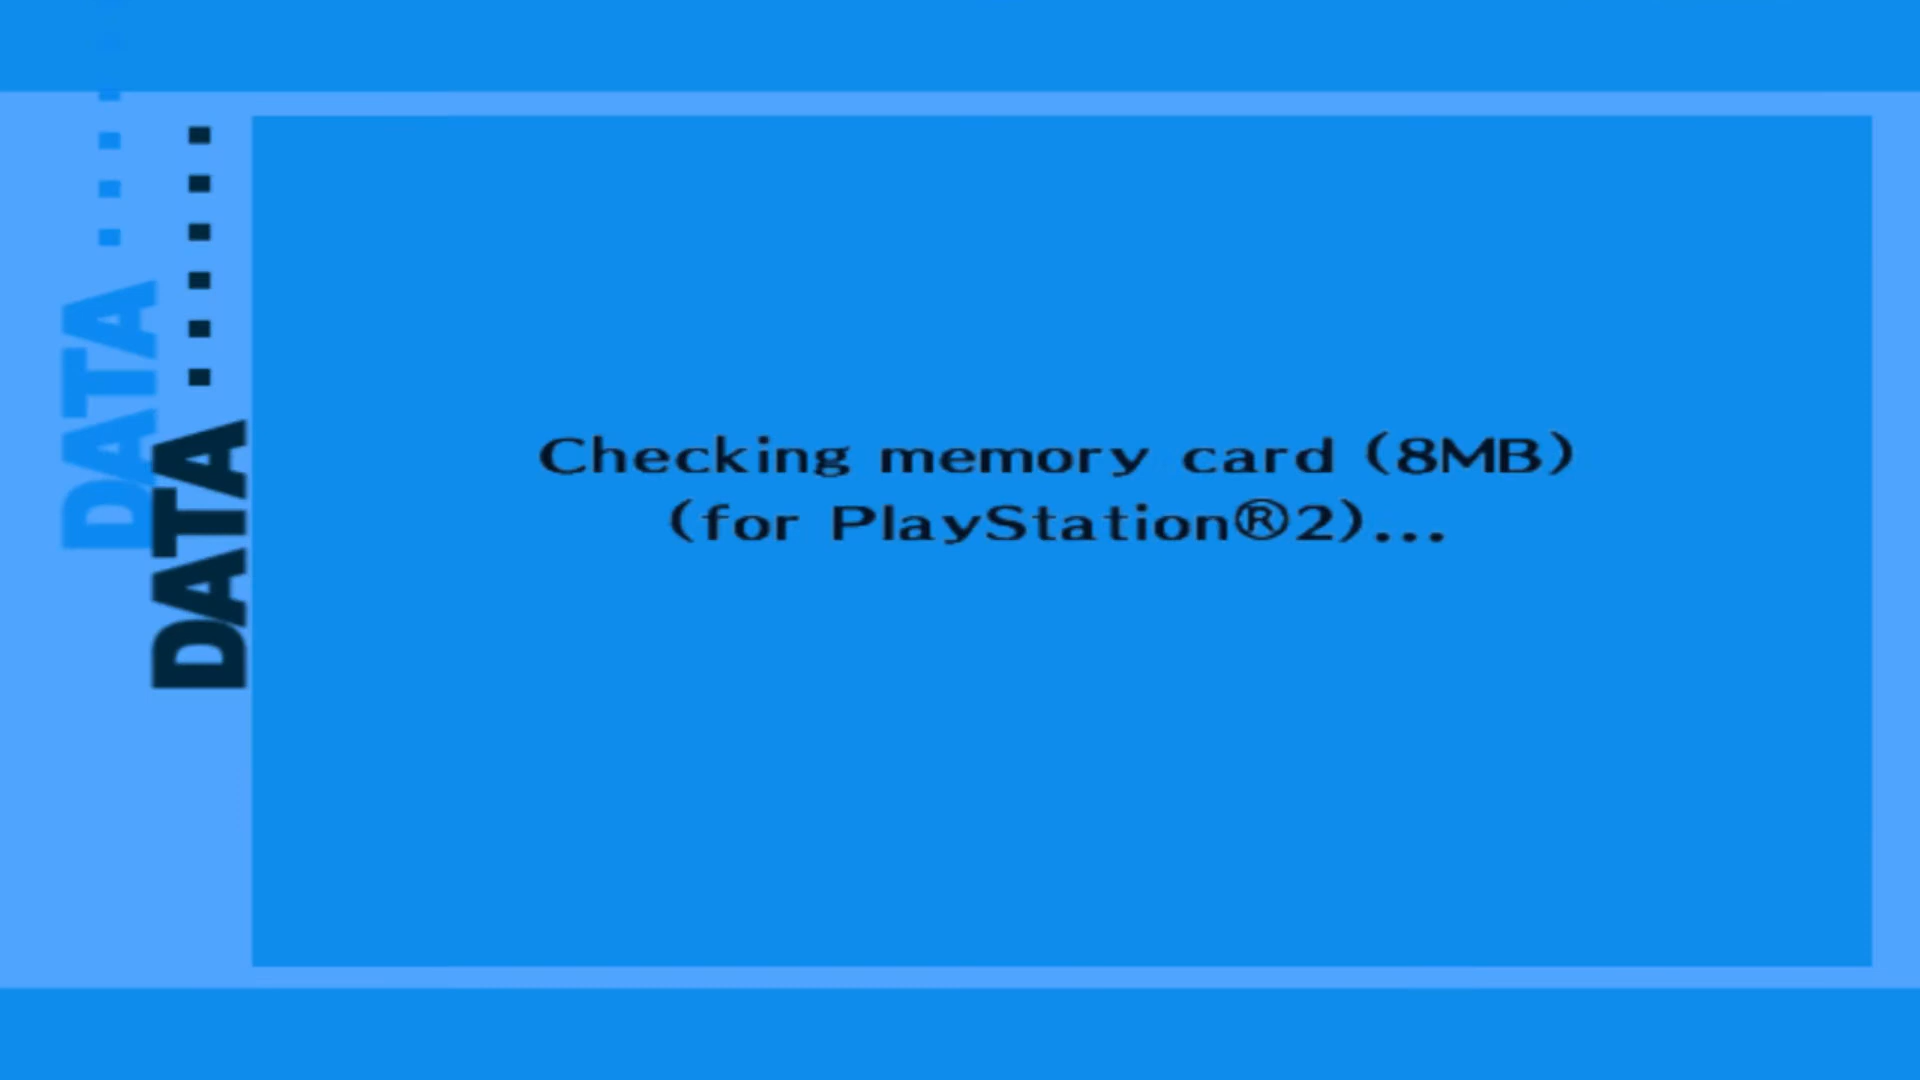 DATA ......
DATA ....
Checking memory card (8MB)
(for PlayStation®2)...